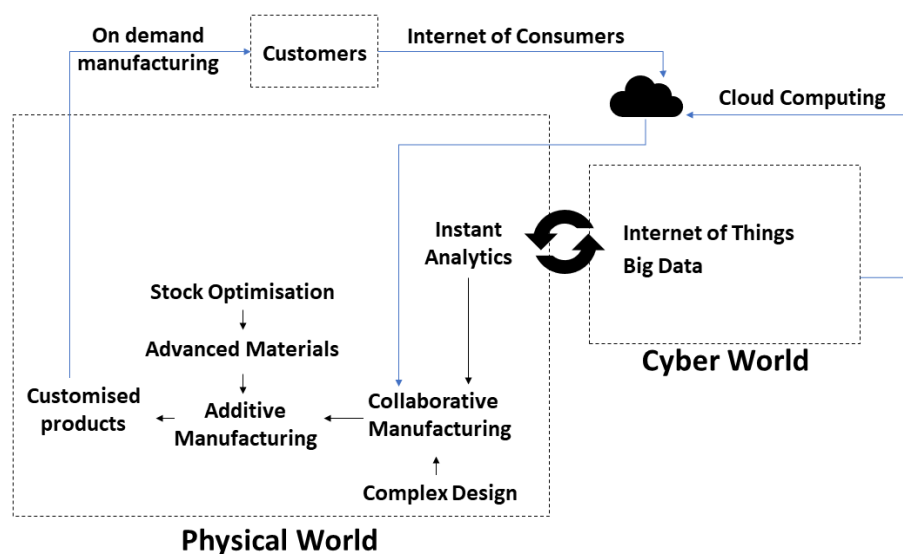 On demand
manufacturing
Customers
Internet of Consumers
Cloud Computing
Instant
Analytics
Internet of Things
Big Data
Stock Optimisation
Advanced Materials
Cyber World
Customised
products
Additive
Manufacturing
Collaborative
Manufacturing
Complex Design
Physical World